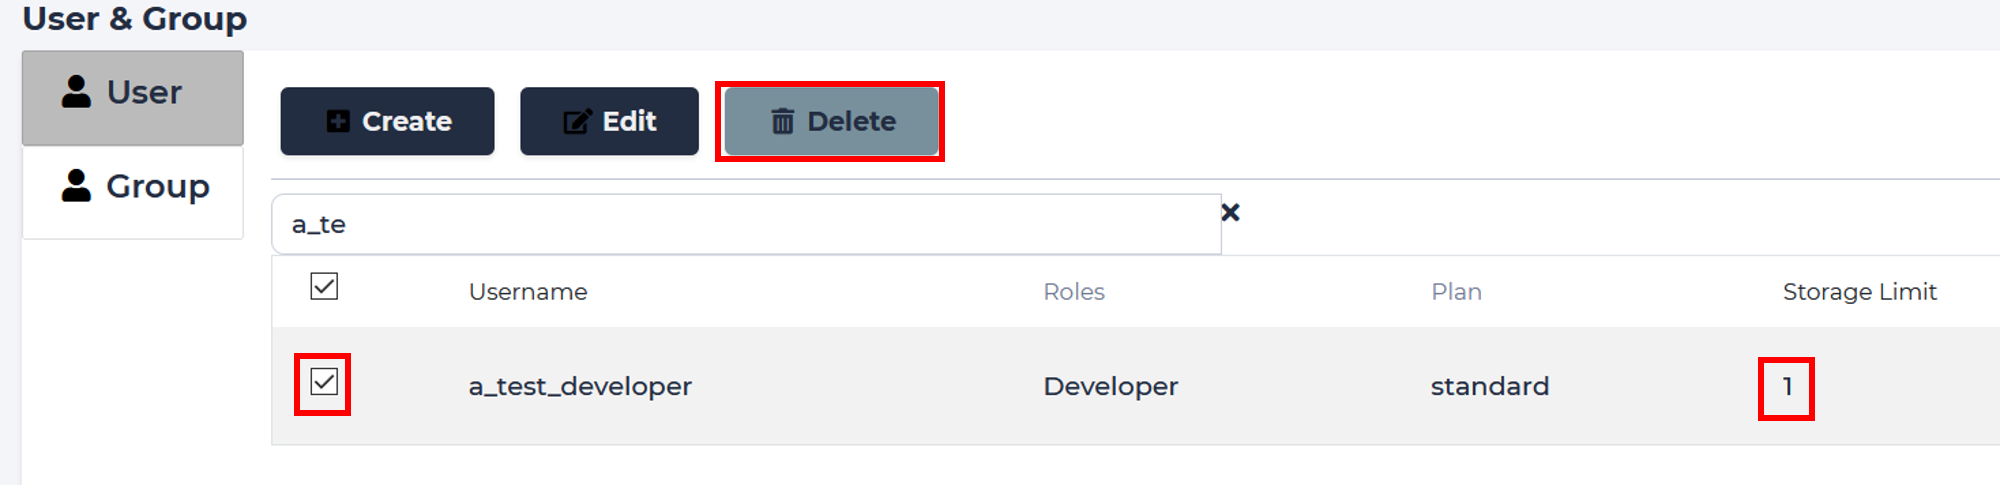 User & Group
User
Group
Create Edit Delete
a_te
Username Roles Plan Storage Limit
a_test_developer Developer standard 1